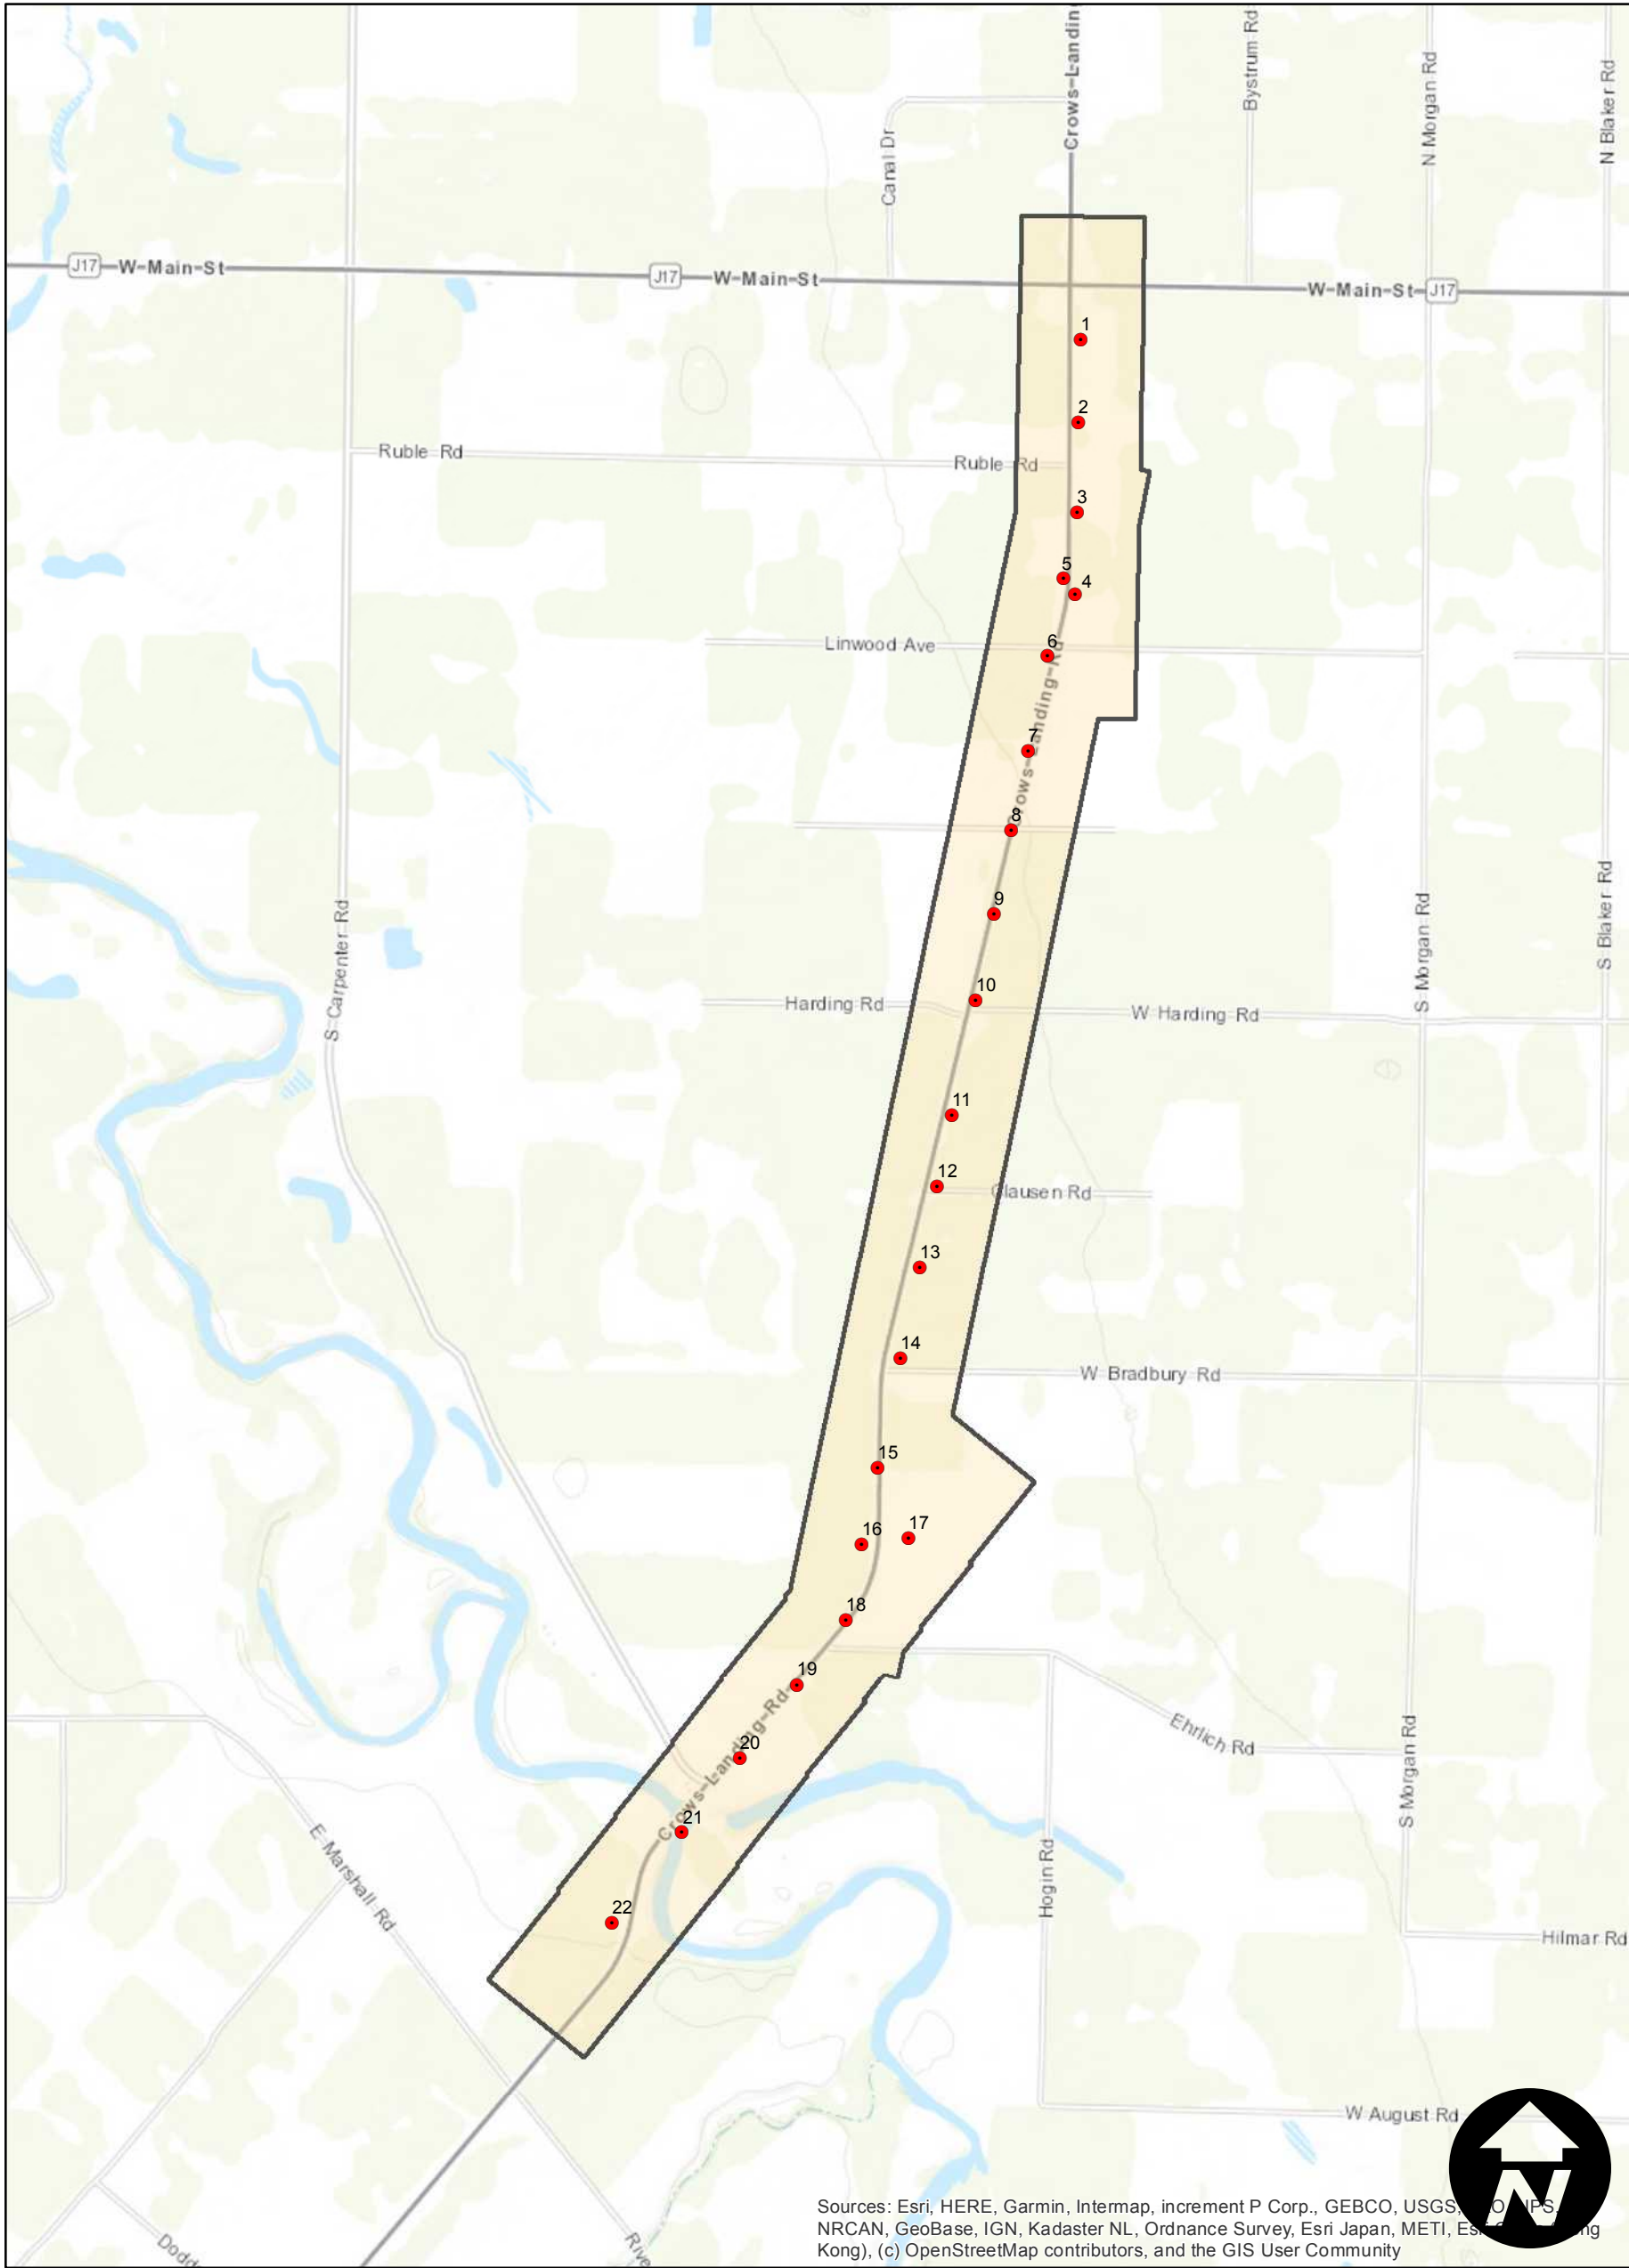 Crows-Landin
Bystrum Rd
N Morgan Rd
N Blaker Rd
Canal Dr
J17 W-Main-St
J17 W-Main-St
W-Main-St J17
1
2
Ruble Rd
Ruble Rd
3
5
4
Linwood Ave
6
Crows-Landing-Rd
7
8
S-Carpenter-Rd
S Morgan Rd
S Blaker Rd
9
10
Harding Rd
W Harding Rd
11
12
Clausen Rd
13
14
W Bradbury Rd
15
16
17
18
19
Crows-Landing-Rd
Ehrlich Rd
S Morgan Rd
20
21
E Marshall Rd
Hogin Rd
22
Hilmar Rd
W August Rd
N
Sources: Esri, HERE, Garmin, Intermap, increment P Corp., GEBCO, USGS,
NRCAN, GeoBase, IGN, Kadaster NL, Ordnance Survey, Esri Japan, METI,
Kong), (c) OpenStreetMap contributors, and the GIS User Community
Dodd
Rive